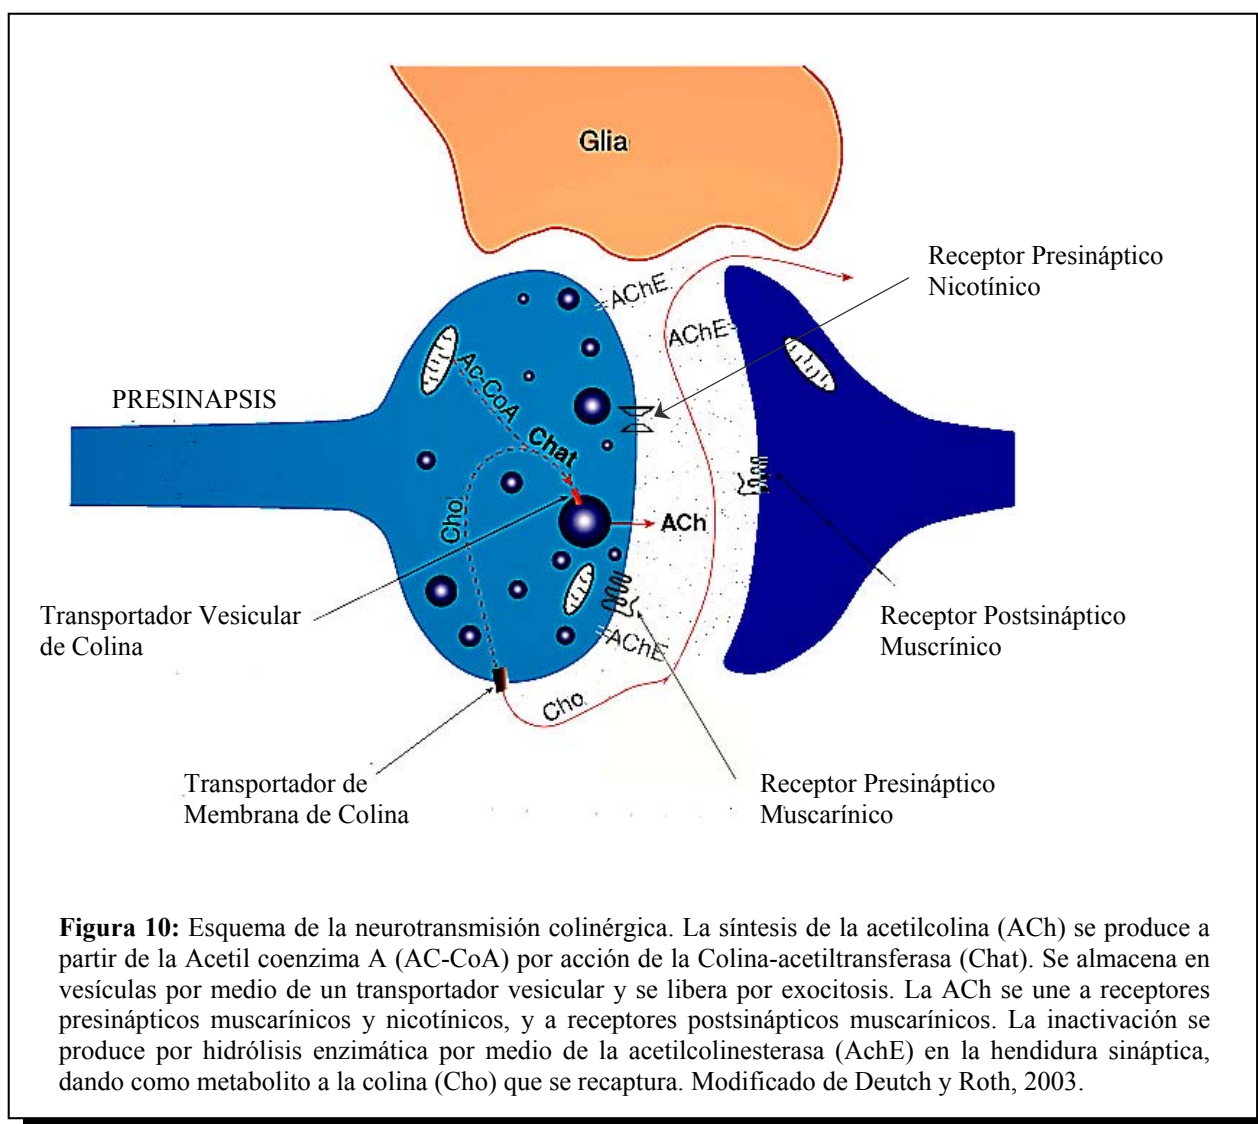 Glia
Receptor Presináptico
Nicotínico
AChE
AChE
PRESINAPSIS
Ac-CoA
Chat
Cho
ACh
Transportador Vesicular
de Colina
Receptor Postsináptico
Muscrínico
AChE
Cho
Transportador de
Membrana de Colina
Receptor Presináptico
Muscarínico
Figura 10: Esquema de la neurotransmisión colinérgica. La síntesis de la acetilcolina (ACh) se produce a
partir de la Acetil coenzima A (AC-CoA) por acción de la Colina-acetiltransferasa (Chat). Se almacena en
vesículas por medio de un transportador vesicular y se libera por exocitosis. La ACh se une a receptores
presinápticos muscarínicos y nicotínicos, y a receptores postsinápticos muscarínicos. La inactivación se
produce por hidrólisis enzimática por medio de la acetilcolinesterasa (AchE) en la hendidura sináptica,
dando como metabolito a la colina (Cho) que se recaptura. Modificado de Deutch y Roth, 2003.